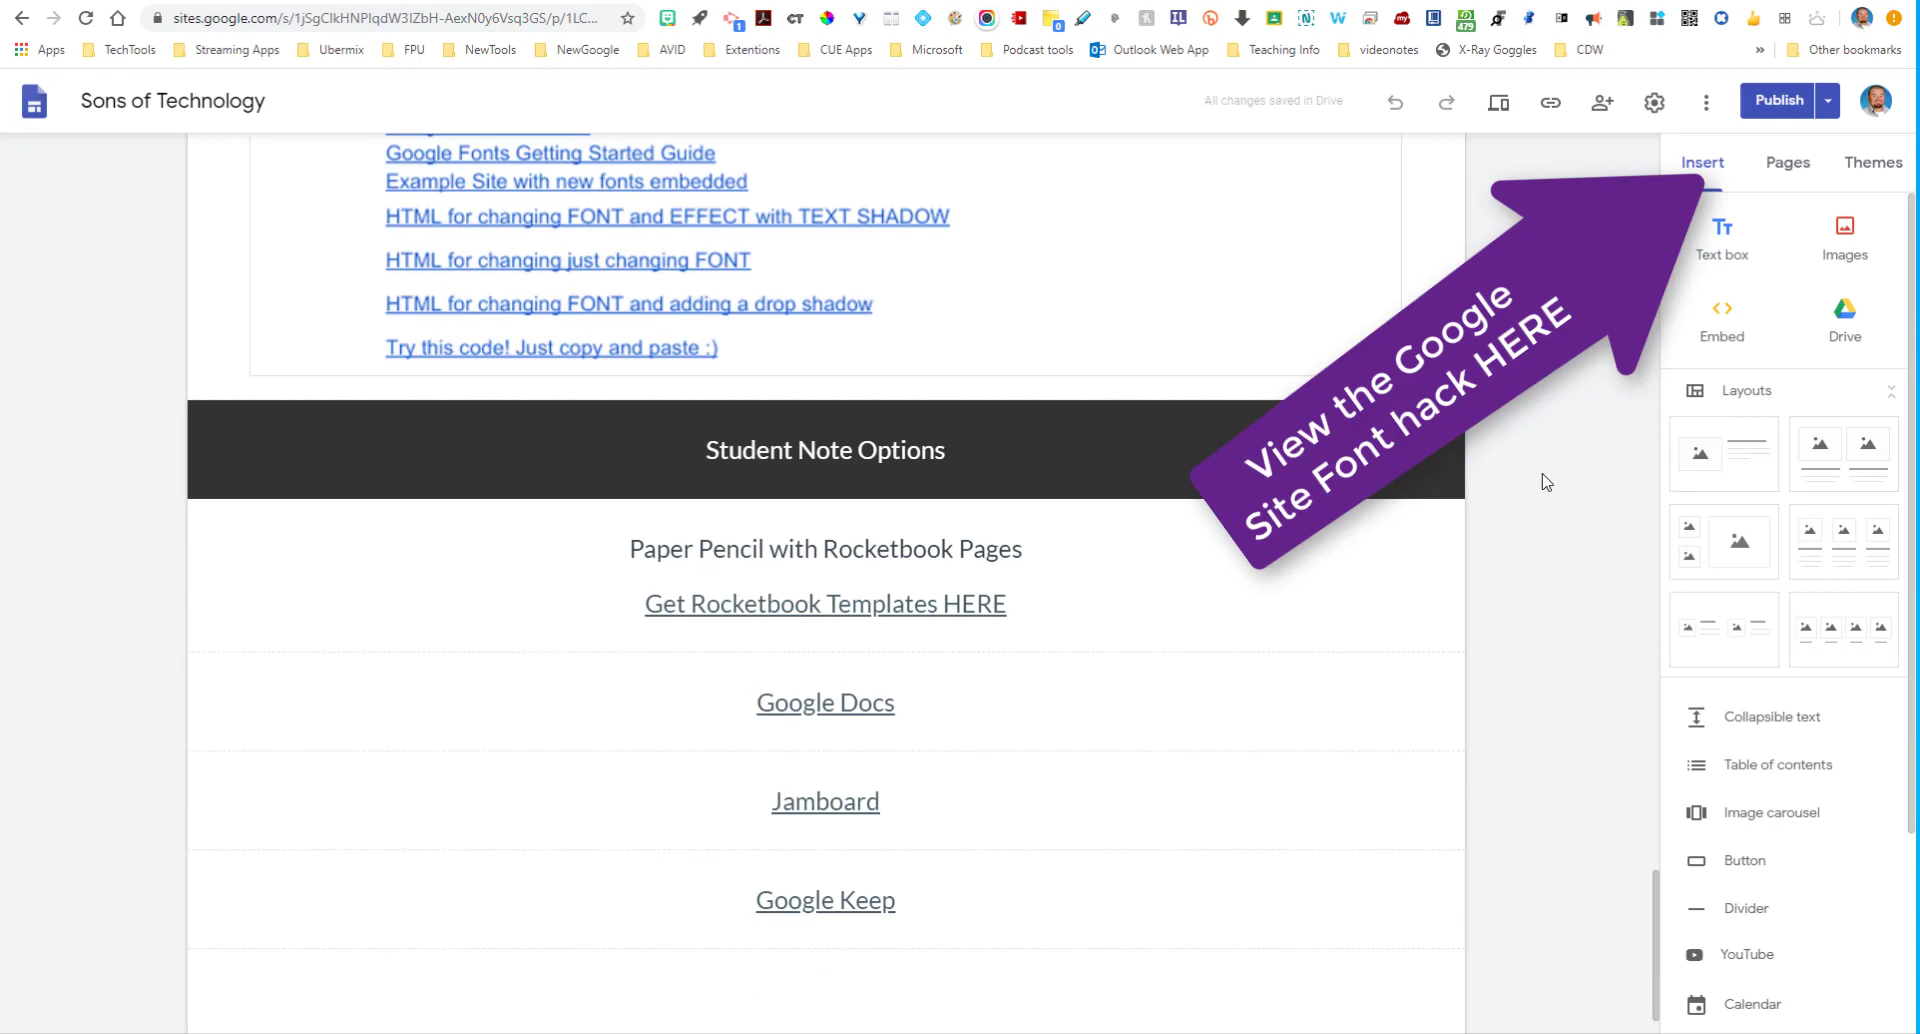 sites.google.com/s/1jSgClkHNPlqdW3IZbH-AexN0y6Vsq3GS/p/1LC...
Apps TechTools Streaming Apps Ubermix FPU NewTools NewGoogle AVID Extentions CUE Apps Microsoft Podcast tools Outlook Web App Teaching Info videonotes X-Ray Goggles CDW » Other bookmarks
Sons of Technology
All changes saved in Drive
Publish
Insert Pages Themes
Google Fonts Getting Started Guide
Example Site with new fonts embedded
HTML for changing FONT and EFFECT with TEXT SHADOW
HTML for changing just changing FONT
HTML for changing FONT and adding a drop shadow
Try this code! Just copy and paste :)
Student Note Options
Paper Pencil with Rocketbook Pages
Get Rocketbook Templates HERE
Google Docs
Jamboard
Google Keep
View the Google
Site Font hack HERE
Text box Images
Embed Drive
Layouts
Collapsible text
Table of contents
Image carousel
Button
Divider
YouTube
Calendar